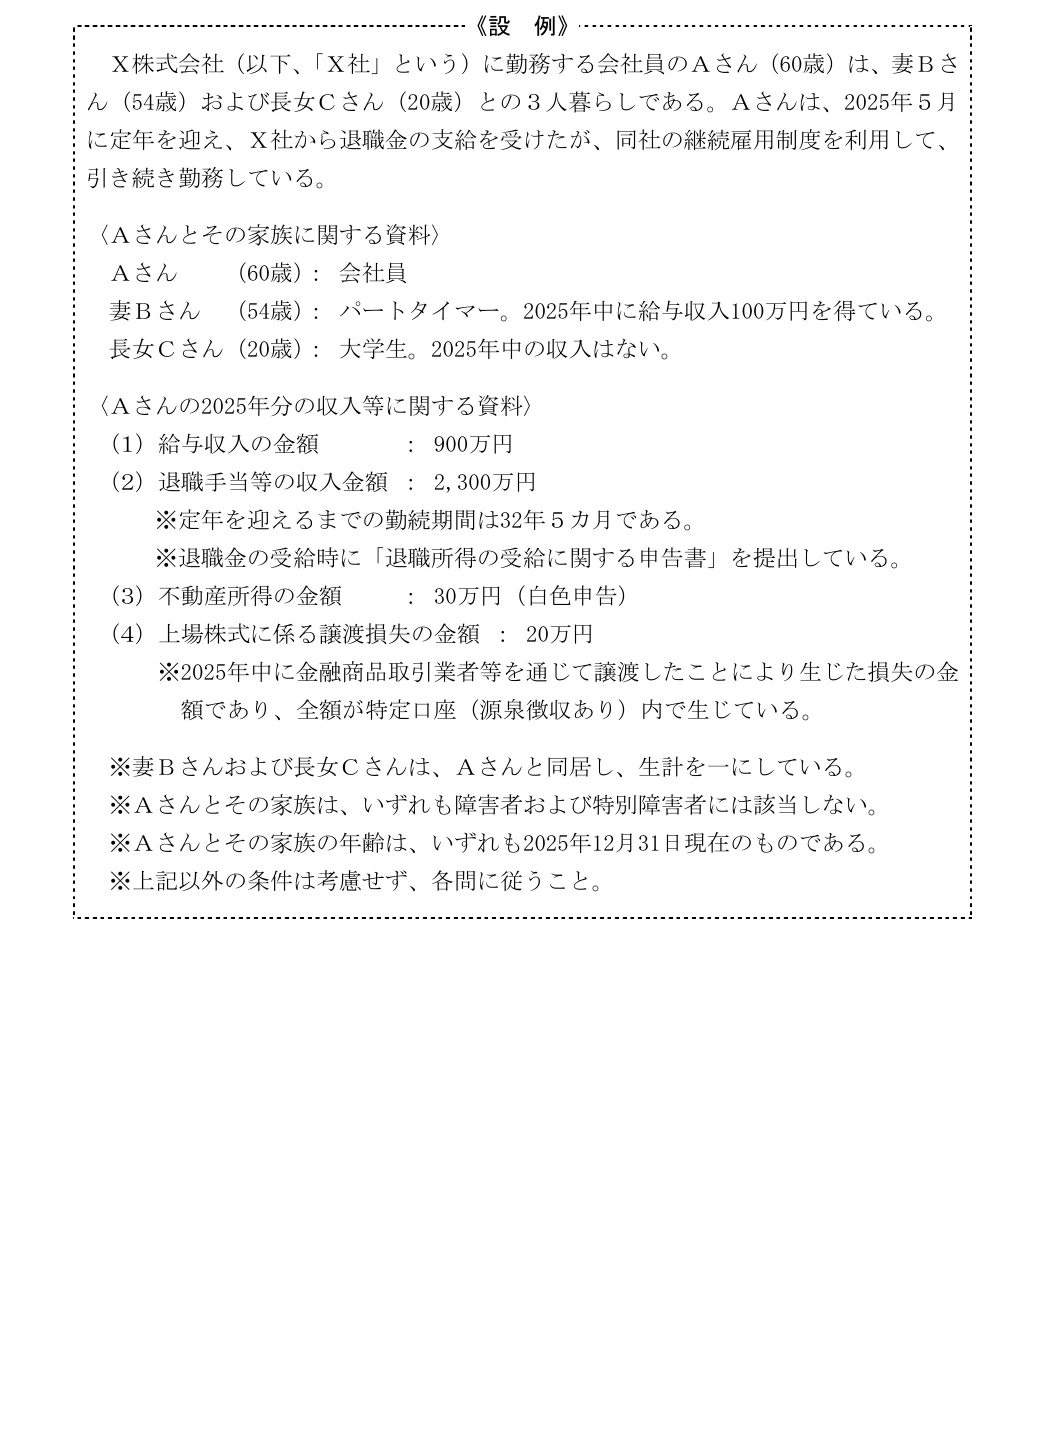 《設　例》
Ｘ株式会社（以下、「Ｘ社」という）に勤務する会社員のＡさん（60歳）は、妻Ｂさ
ん（54歳）および長女Ｃさん（20歳）との３人暮らしである。Ａさんは、2025年５月
に定年を迎え、Ｘ社から退職金の支給を受けたが、同社の継続雇用制度を利用して、
引き続き勤務している。
〈Ａさんとその家族に関する資料〉
Ａさん　　（60歳）：　会社員
妻Ｂさん　（54歳）：　パートタイマー。2025年中に給与収入100万円を得ている。
長女Ｃさん（20歳）：　大学生。2025年中の収入はない。
〈Ａさんの2025年分の収入等に関する資料〉
（1）給与収入の金額　　　　：　900万円
（2）退職手当等の収入金額　：　2,300万円
※定年を迎えるまでの勤続期間は32年５カ月である。
※退職金の受給時に「退職所得の受給に関する申告書」を提出している。
（3）不動産所得の金額　　　：　30万円（白色申告）
（4）上場株式に係る譲渡損失の金額　：　20万円
※2025年中に金融商品取引業者等を通じて譲渡したことにより生じた損失の金
額であり、全額が特定口座（源泉徴収あり）内で生じている。
※妻Ｂさんおよび長女Ｃさんは、Ａさんと同居し、生計を一にしている。
※Ａさんとその家族は、いずれも障害者および特別障害者には該当しない。
※Ａさんとその家族の年齢は、いずれも2025年12月31日現在のものである。
※上記以外の条件は考慮せず、各問に従うこと。